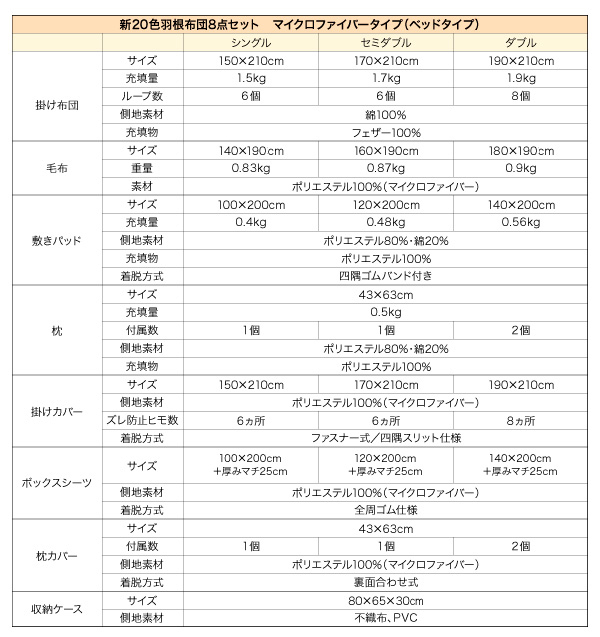 新20色羽根布団8点セット　マイクロファイバータイプ（ベッドタイプ）
シングル セミダブル ダブル
掛け布団
サイズ 150×210cm 170×210cm 190×210cm
充填量 1.5kg 1.7kg 1.9kg
ループ数 6個 6個 8個
側地素材 綿100%
充填物 フェザー100%
毛布
サイズ 140×190cm 160×190cm 180×190cm
重量 0.83kg 0.87kg 0.9kg
素材 ポリエステル100%（マイクロファイバー）
敷きパッド
サイズ 100×200cm 120×200cm 140×200cm
充填量 0.4kg 0.48kg 0.56kg
側地素材 ポリエステル80%・綿20%
充填物 ポリエステル100%
着脱方式 四隅ゴムバンド付き
枕
サイズ 43×63cm
充填量 0.5kg
付属数 1個 1個 2個
側地素材 ポリエステル80%・綿20%
充填物 ポリエステル100%
掛けカバー
サイズ 150×210cm 170×210cm 190×210cm
側地素材 ポリエステル100%（マイクロファイバー）
ズレ防止ヒモ数 6ヵ所 6ヵ所 8ヵ所
着脱方式 ファスナー式／四隅スリット仕様
ボックスシーツ
サイズ 100×200cm 120×200cm 140×200cm
＋厚みマチ25cm ＋厚みマチ25cm ＋厚みマチ25cm
側地素材 ポリエステル100%（マイクロファイバー）
着脱方式 全周ゴム仕様
枕カバー
サイズ 43×63cm
付属数 1個 1個 2個
側地素材 ポリエステル100%（マイクロファイバー）
着脱方式 裏面合わせ式
収納ケース
サイズ 80×65×30cm
側地素材 不織布、PVC